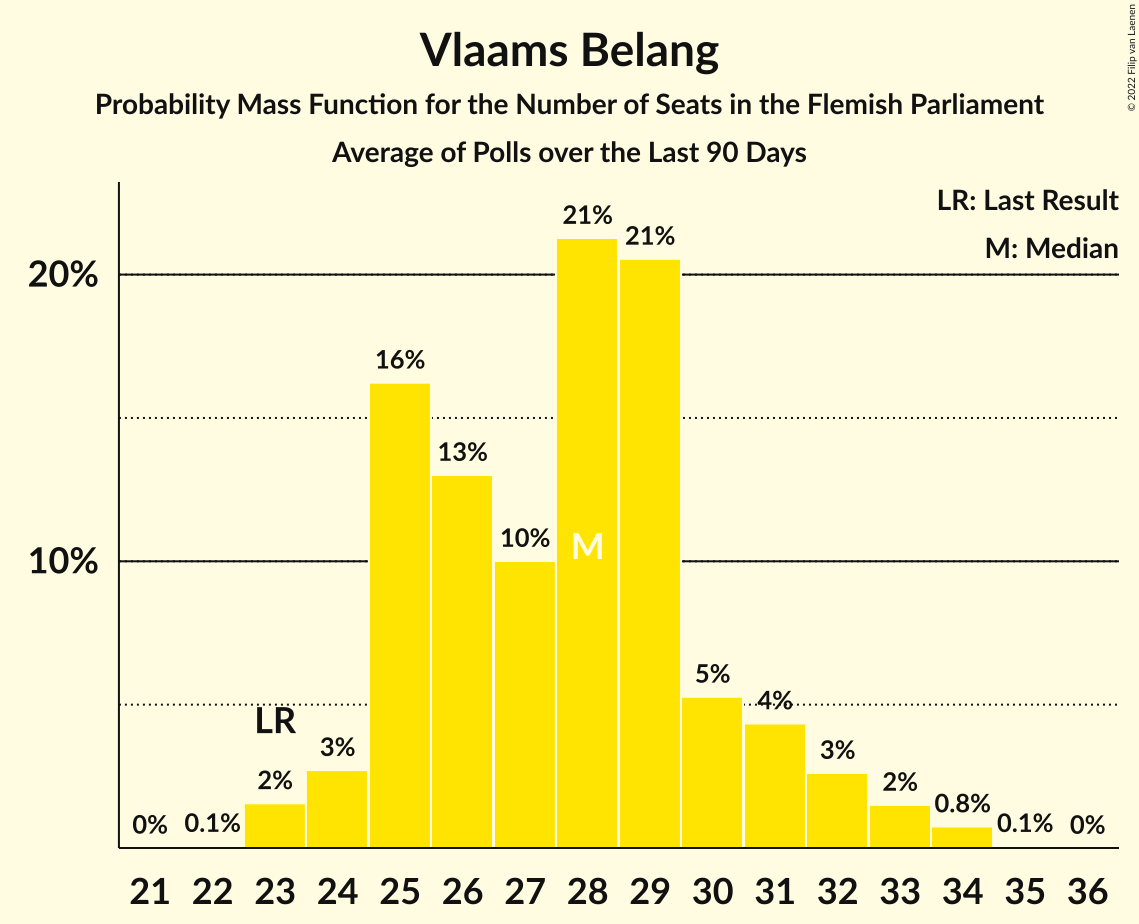 Vlaams Belang
Probability Mass Function for the Number of Seats in the Flemish Parliament
Average of Polls over the Last 90 Days
© 2022 Filip van Laenen
LR: Last Result
M: Median
20%
10%
0% 0.1% 2% 3% 16% 13% 10% 21% 21% 5% 4% 3% 2% 0.8% 0.1% 0%
LR
M
21 22 23 24 25 26 27 28 29 30 31 32 33 34 35 36